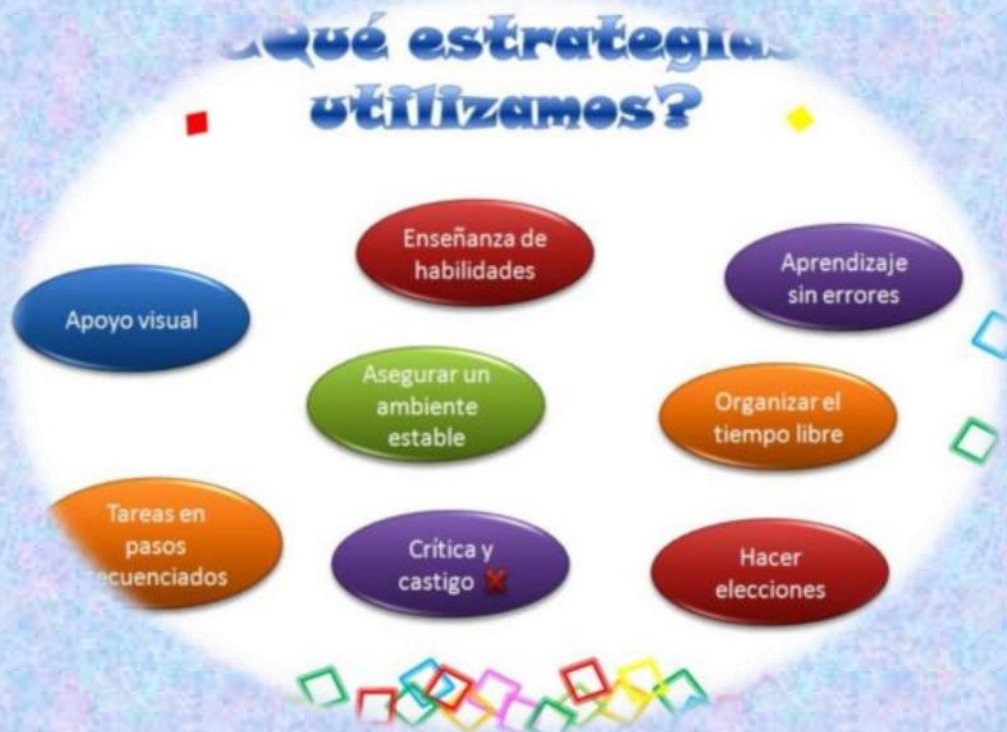 ¿Qué estrategias
utilizamos?
Enseñanza de
habilidades
Aprendizaje
sin errores
Apoyo visual
Asegurar un
ambiente
estable
Organizar el
tiempo libre
Tareas en
pasos
secuenciados
Crítica y
castigo
Hacer
elecciones